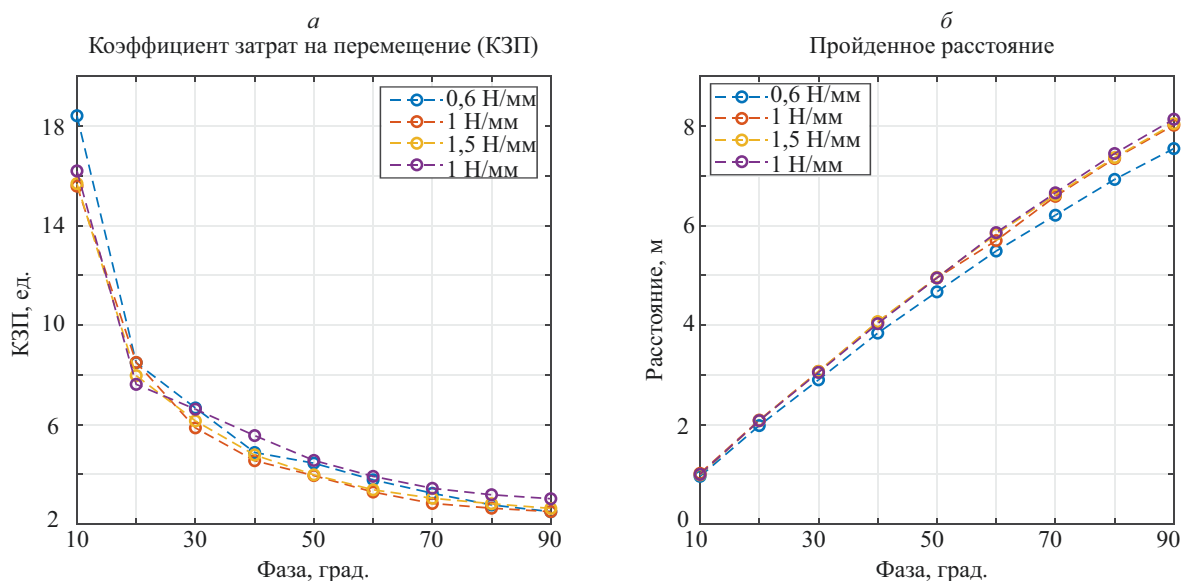 а
Коэффициент затрат на перемещение (КЗП)
0,6 Н/мм
1 Н/мм
1,5 Н/мм
1 Н/мм
18
14
10
6
2
КЗП, ед.
10
30
50
70
90
Фаза, град.
б
Пройденное расстояние
0,6 Н/мм
1 Н/мм
1,5 Н/мм
1 Н/мм
8
6
4
2
0
Расстояние, м
10
30
50
70
90
Фаза, град.